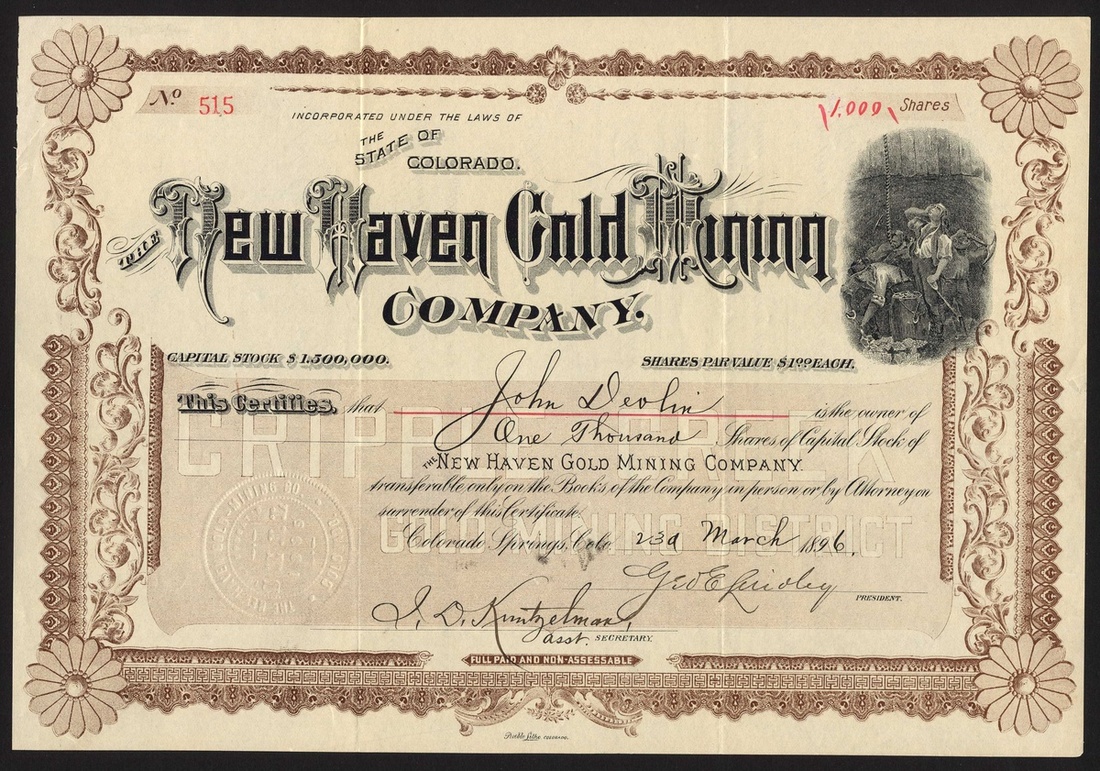 No 515
1,000 Shares
INCORPORATED UNDER THE LAWS OF
THE
STATE OF
COLORADO.
THE
New Haven Gold Mining
COMPANY.
CAPITAL STOCK $1,500,000.
SHARES PAR VALUE $1.00 EACH.
This Certifies, that John Devlin is the owner of
One Thousand Shares of Capital Stock of
THE NEW HAVEN GOLD MINING COMPANY.
transferable only on the Books of the Company in person or by Attorney on
surrender of this Certificate.
CRIPPLE CREEK
GOLD MINING DISTRICT
Colorado Springs, Colo. 23d March 1896.
PRESIDENT.
J. D. Kuntzelman,
asst. SECRETARY.
FULL PAID AND NON-ASSESSABLE
Pueblo Litho COLORADO.